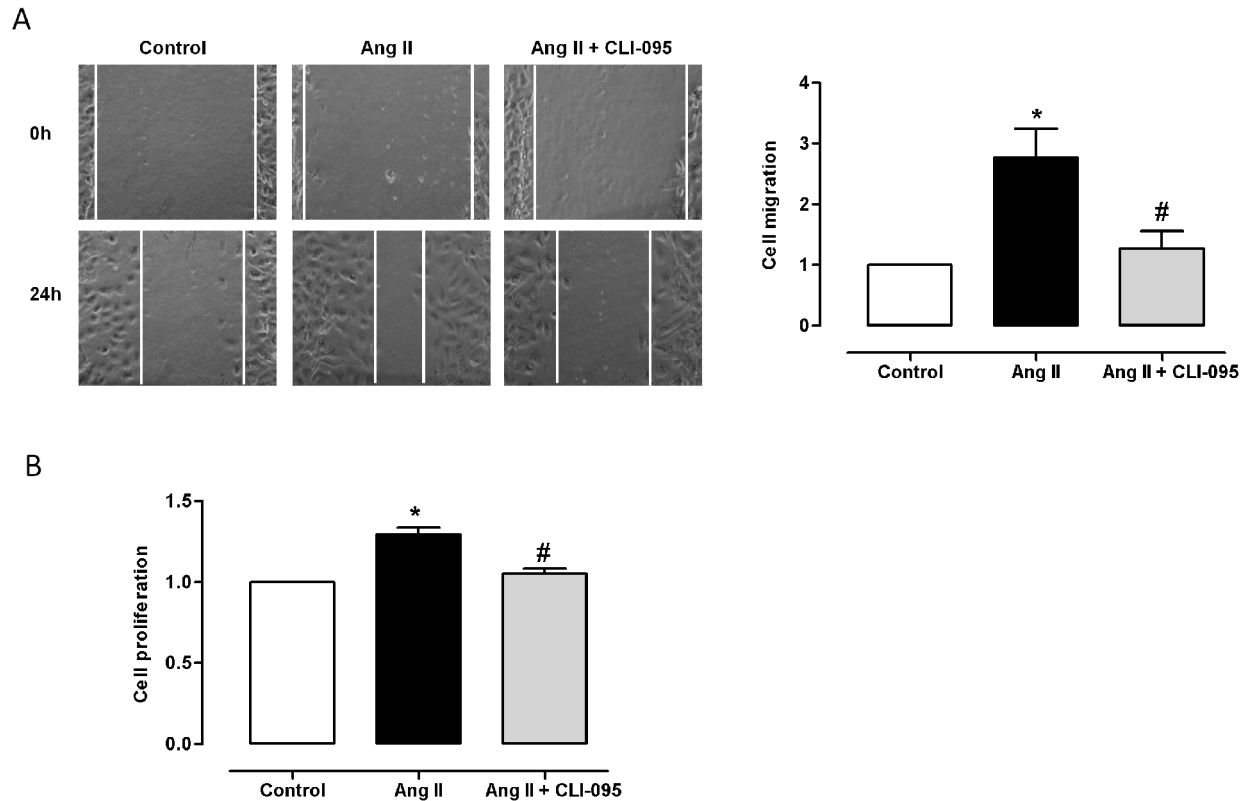 A
Control
Ang II
Ang II + CLI-095
0h
24h
Cell migration
4
3
2
1
0
*
#
Control
Ang II
Ang II + CLI-095
B
Cell proliferation
1.5
1.0
0.5
0.0
*
#
Control
Ang II
Ang II + CLI-095